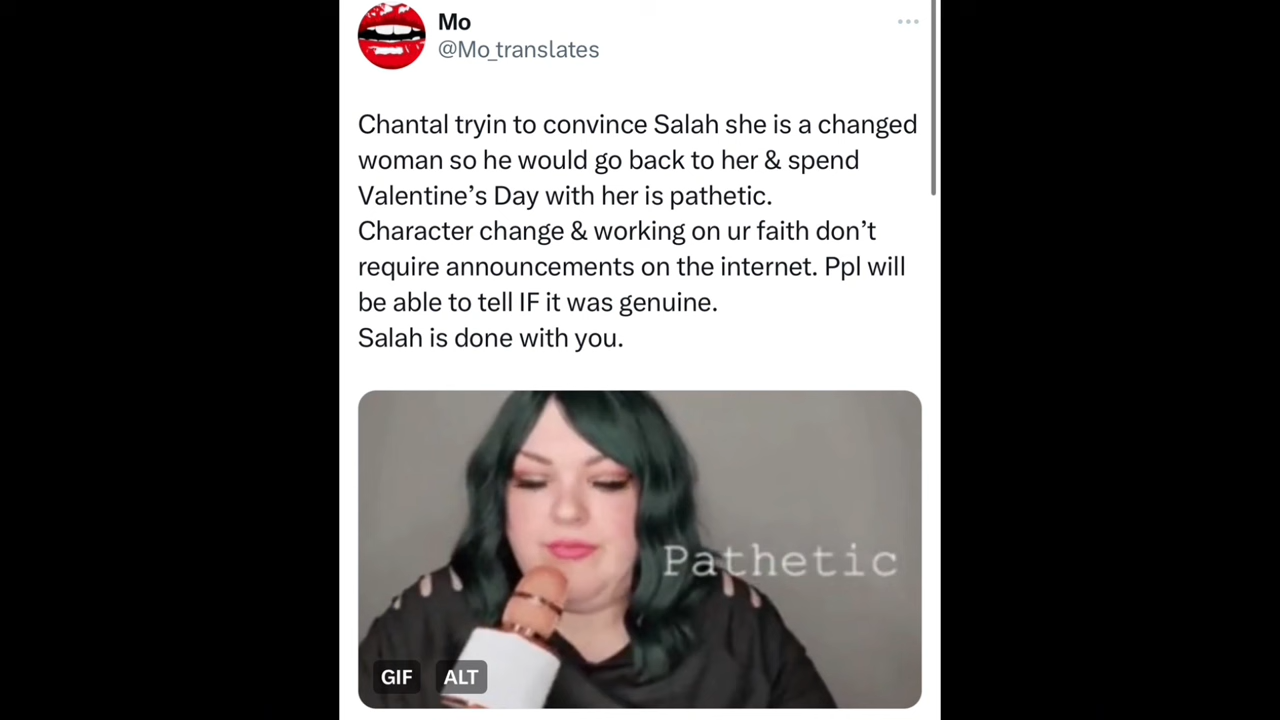 Mo
@Mo_translates
Chantal tryin to convince Salah she is a changed
woman so he would go back to her & spend
Valentine’s Day with her is pathetic.
Character change & working on ur faith don’t
require announcements on the internet. Ppl will
be able to tell IF it was genuine.
Salah is done with you.
Pathetic
GIF ALT